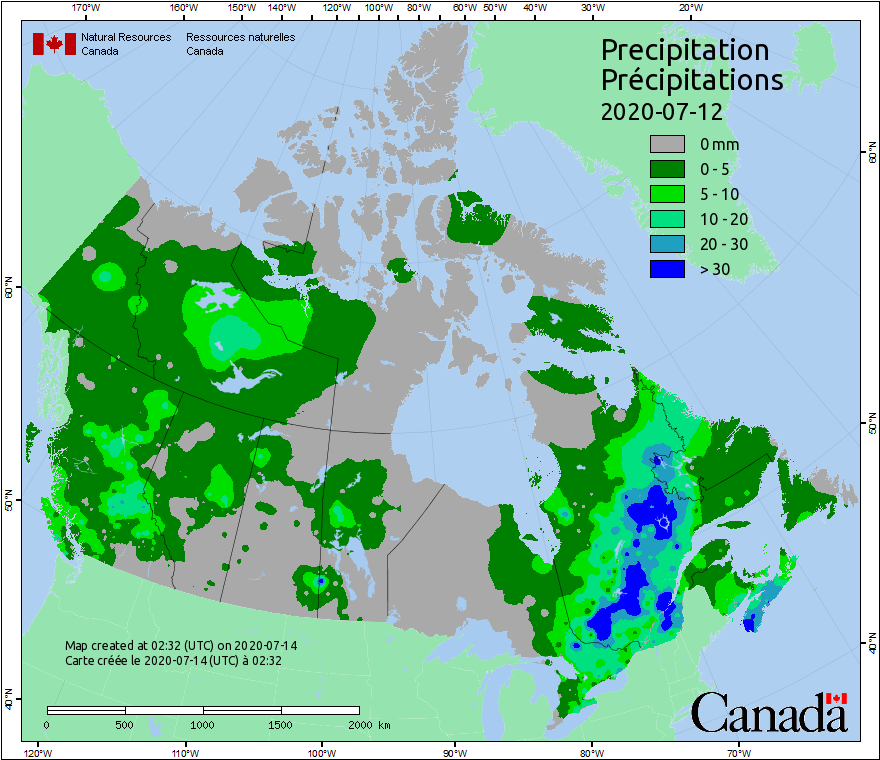 170°W 160°W 150°W 140°W 120°W 100°W 80°W 60°W 50°W 40°W 30°W 20°W
Natural Resources Ressources naturelles
Canada Canada
Precipitation
Précipitations
2020-07-12
0 mm
0 - 5
5 - 10
10 - 20
20 - 30
> 30
60°N
60°N
50°N
50°N
40°N
40°N
Map created at 02:32 (UTC) on 2020-07-14
Carte créée le 2020-07-14 (UTC) à 02:32
0 500 1000 1500 2000 km
Canada
120°W 110°W 100°W 90°W 80°W 70°W